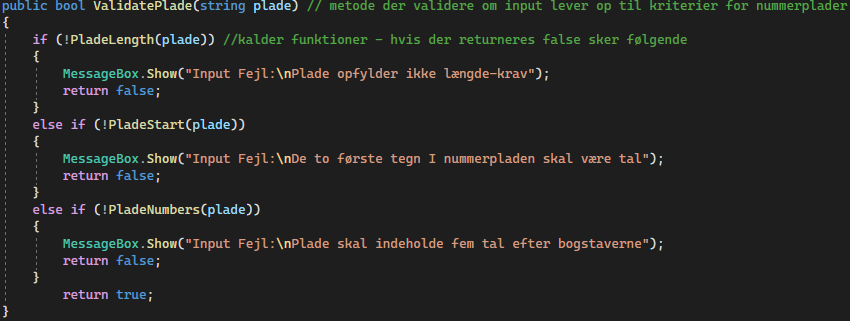 public bool ValidatePlade(string plade) // metode der validere om input lever op til kriterier for nummerplader
{
if (!PladeLength(plade)) //kalder funktioner - hvis der returneres false sker følgende
{
MessageBox.Show("Input Fejl:\nPlade opfylder ikke længde-krav");
return false;
}
else if (!PladeStart(plade))
{
MessageBox.Show("Input Fejl:\nDe to første tegn I nummerpladen skal være tal");
return false;
}
else if (!PladeNumbers(plade))
{
MessageBox.Show("Input Fejl:\nPlade skal indeholde fem tal efter bogstaverne");
return false;
}
return true;
}